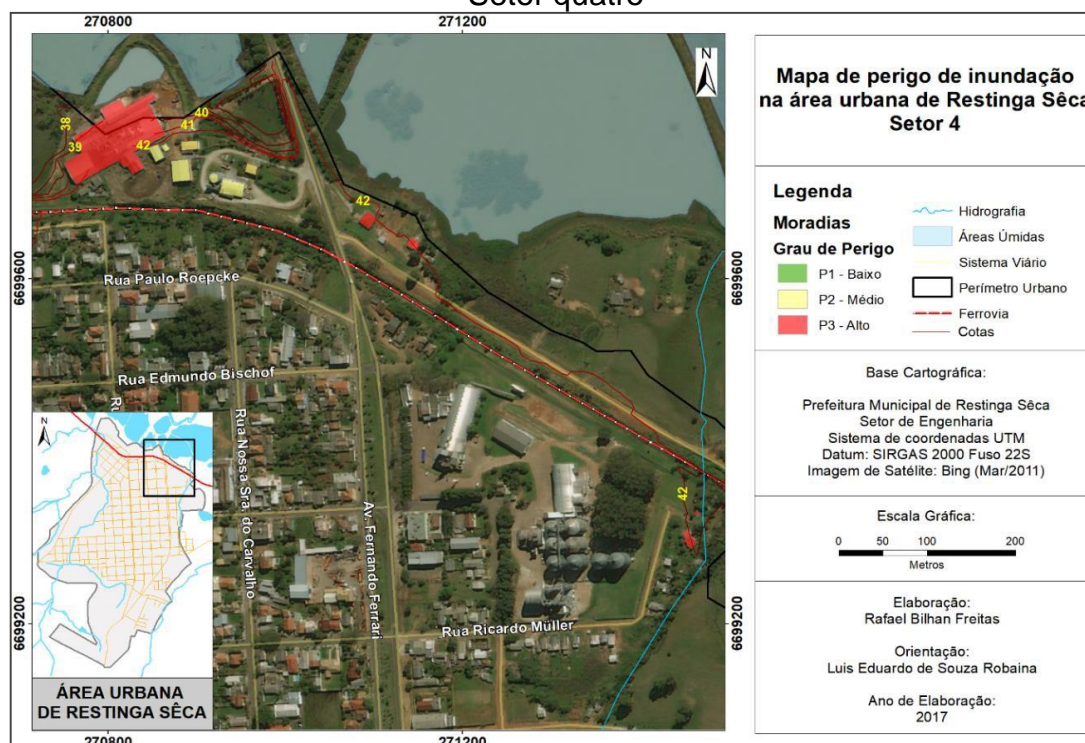 Setor quatro
270800
271200
N
40
41
38
39
42
42
6699600
6699600
Rua Paulo Roepcke
Rua Edmundo Bischof
Rua Nossa Sra. do Carvalho
Av. Fernando Ferrari
42
Rua Ricardo Müller
6699200
6699200
N
ÁREA URBANA
DE RESTINGA SÊCA
270800
271200
Mapa de perigo de inundação
na área urbana de Restinga Sêca
Setor 4
Legenda
Moradias
Grau de Perigo
P1 - Baixo
P2 - Médio
P3 - Alto
Hidrografia
Áreas Úmidas
Sistema Viário
Perímetro Urbano
Ferrovia
Cotas
Base Cartográfica:
Prefeitura Municipal de Restinga Sêca
Setor de Engenharia
Sistema de coordenadas UTM
Datum: SIRGAS 2000 Fuso 22S
Imagem de Satélite: Bing (Mar/2011)
Escala Gráfica:
0 50 100 200
Metros
Elaboração:
Rafael Bilhan Freitas
Orientação:
Luis Eduardo de Souza Robaina
Ano de Elaboração:
2017